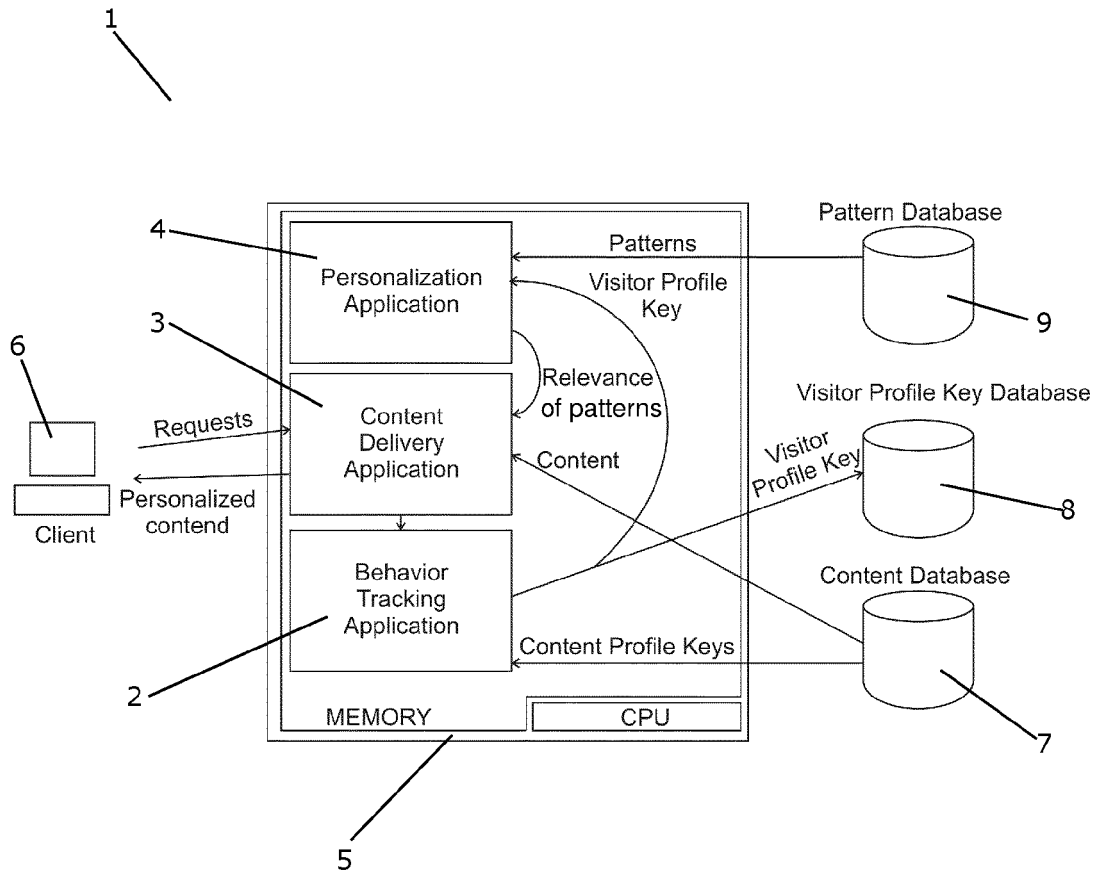 1
Pattern Database
4
Patterns
Personalization
Application
Visitor Profile
Key
9
3
6
Relevance
of patterns
Visitor Profile Key Database
Requests
Content
Delivery
Application
Content
Visitor
Profile Key
Personalized
contend
Client
8
Behavior
Tracking
Application
Content Database
Content Profile Keys
2
MEMORY
CPU
7
5